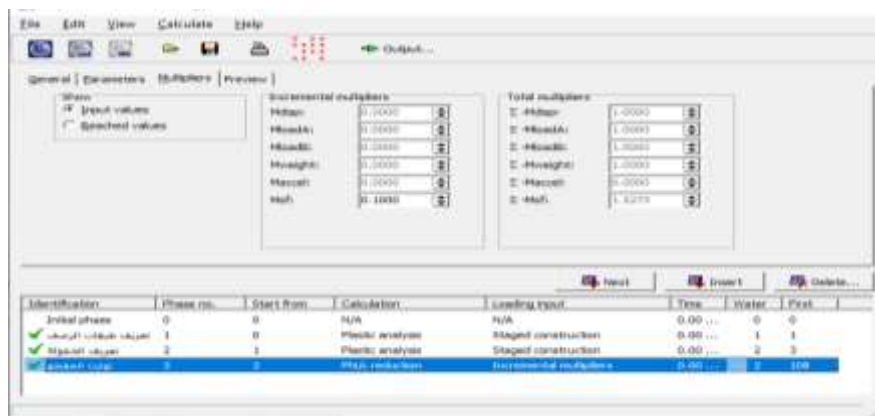 File Edit View Calculate Help
Output...
General Parameters Multipliers Preview
Show
Input values
Reached values
Incremental multipliers
Mdisp: 0.0000
MloadA: 0.0000
MloadB: 0.0000
Mweight: 0.0000
Maccel: 0.0000
Msf: 0.1000
Total multipliers
Σ -Mdisp: 1.0000
Σ -MloadA: 1.0000
Σ -MloadB: 1.0000
Σ -Mweight: 1.0000
Σ -Maccel: 0.0000
Σ -Msf:
Next Insert Delete...
Identification Phase no. Start from Calculation Loading input Time Water First
Initial phase 0 0 N/A N/A 0.00 ... 0 0
تعريف طبقات الرصف 1 0 Plastic analysis Staged construction 0.00 ... 1 1
تعريف الحمولة 2 1 Plastic analysis Staged construction 0.00 ... 2 3
3 2 Phi/c reduction Incremental multipliers 0.00 ... 2 108